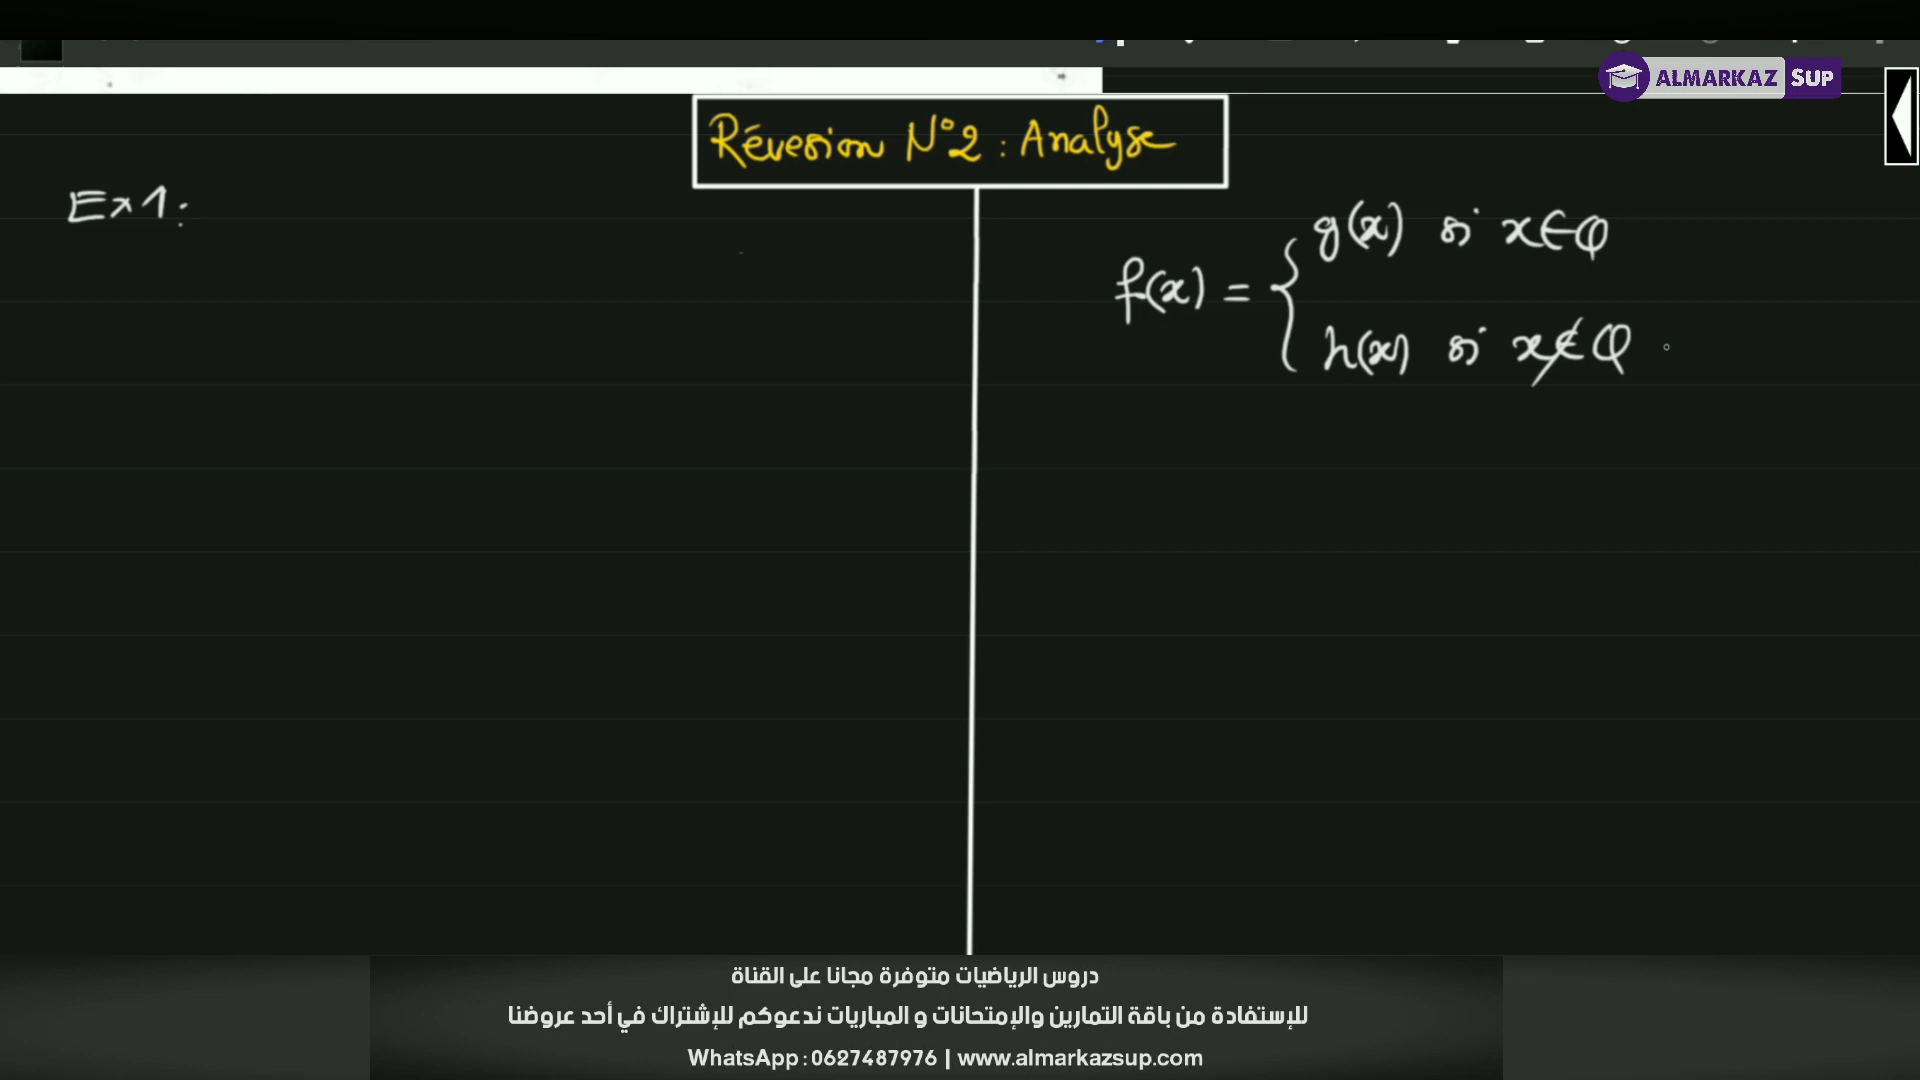 ALMARKAZ SUP
Révesion N°2 : Analyse
Ex1:
f(x) = { g(x) si x∈Q
h(x) si x∉Q
دروس الرياضيات متوفرة مجانا على القناة
للإستفادة من باقة التمارين والإمتحانات و المباريات ندعوكم للإشتراك في أحد عروضنا
WhatsApp : 0627487976 | www.almarkazsup.com